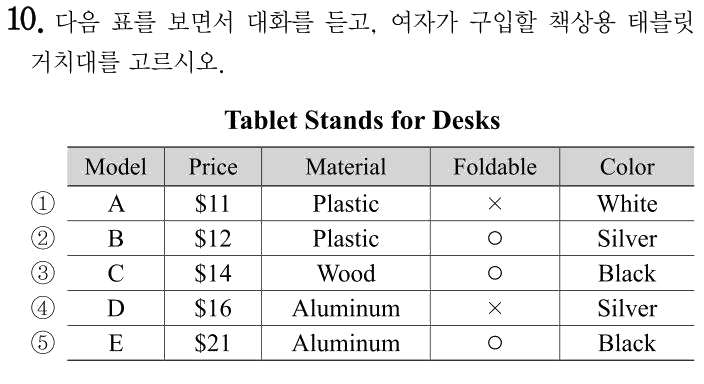 10. 다음 표를 보면서 대화를 듣고, 여자가 구입할 책상용 태블릿
거치대를 고르시오.
Tablet Stands for Desks
Model Price Material Foldable Color
① A $11 Plastic × White
② B $12 Plastic ○ Silver
③ C $14 Wood ○ Black
④ D $16 Aluminum × Silver
⑤ E $21 Aluminum ○ Black